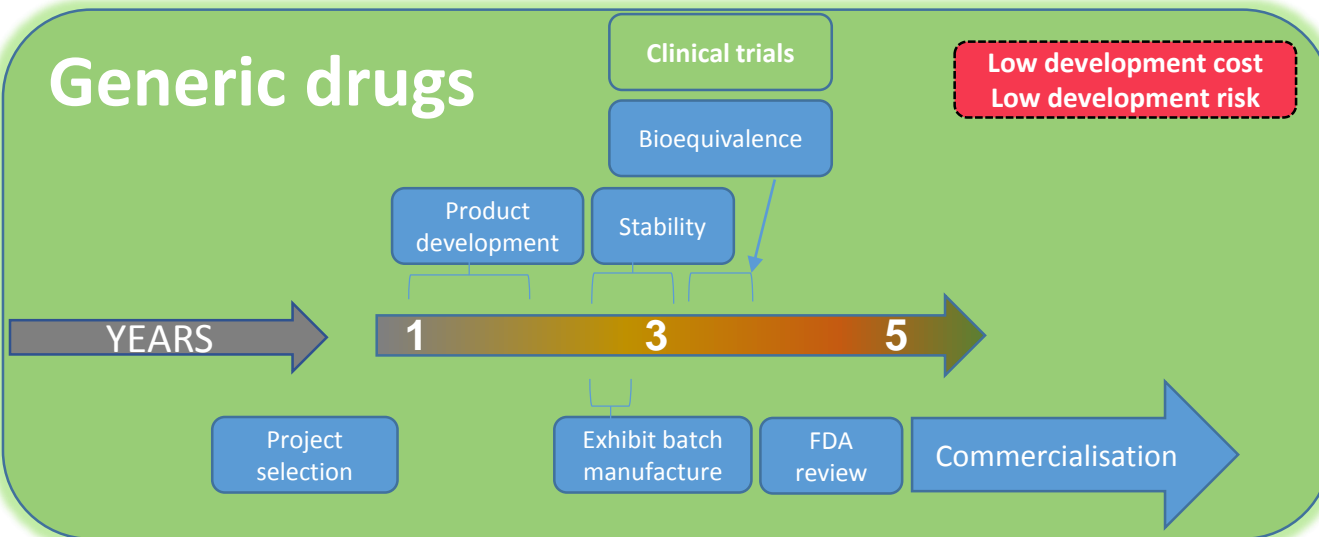 Generic drugs
Clinical trials
Low development cost
Low development risk
Bioequivalence
Product
development
Stability
YEARS
1
3
5
Project
selection
Exhibit batch
manufacture
FDA
review
Commercialisation